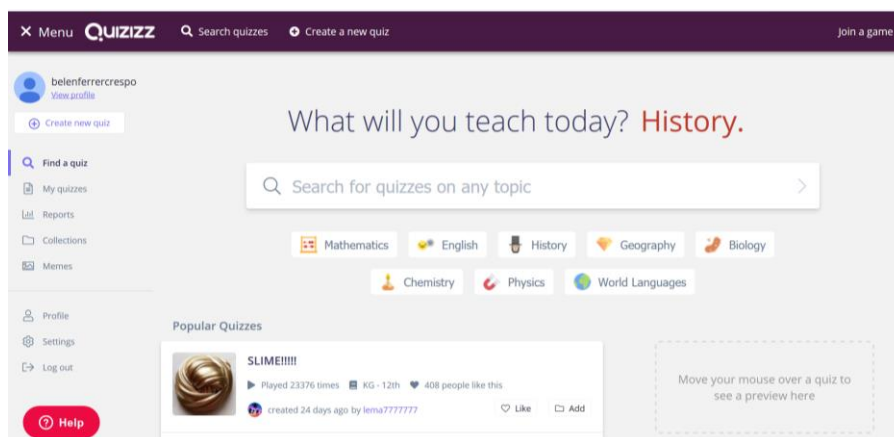 Menu QUIZIZZ Search quizzes Create a new quiz Join a game
belenferrercrespo
View profile
Create new quiz
Find a quiz
My quizzes
Reports
Collections
Memes
Profile
Settings
Log out
Help
What will you teach today? History.
Search for quizzes on any topic
Mathematics English History Geography Biology
Chemistry Physics World Languages
Popular Quizzes
SLIME!!!!!
Played 23376 times KG - 12th 408 people like this
created 24 days ago by lema7777777 Like Add
Move your mouse over a quiz to
see a preview here